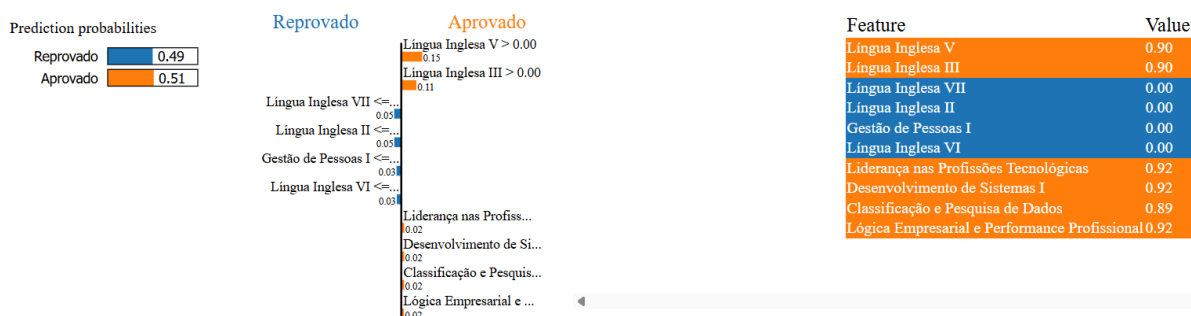 Prediction probabilities
Reprovado 0.49
Aprovado 0.51
Reprovado Aprovado
Língua Inglesa V > 0.00
0.15
Língua Inglesa III > 0.00
0.11
Língua Inglesa VII <=...
0.05
Língua Inglesa II <=...
0.05
Gestão de Pessoas I <=...
0.03
Língua Inglesa VI <=...
0.03
Liderança nas Profiss...
0.02
Desenvolvimento de Si...
0.02
Classificação e Pesquis...
0.02
Lógica Empresarial e ...
0.02
Feature Value
Língua Inglesa V 0.90
Língua Inglesa III 0.90
Língua Inglesa VII 0.00
Língua Inglesa II 0.00
Gestão de Pessoas I 0.00
Língua Inglesa VI 0.00
Liderança nas Profissões Tecnológicas 0.92
Desenvolvimento de Sistemas I 0.92
Classificação e Pesquisa de Dados 0.89
Lógica Empresarial e Performance Profissional 0.92